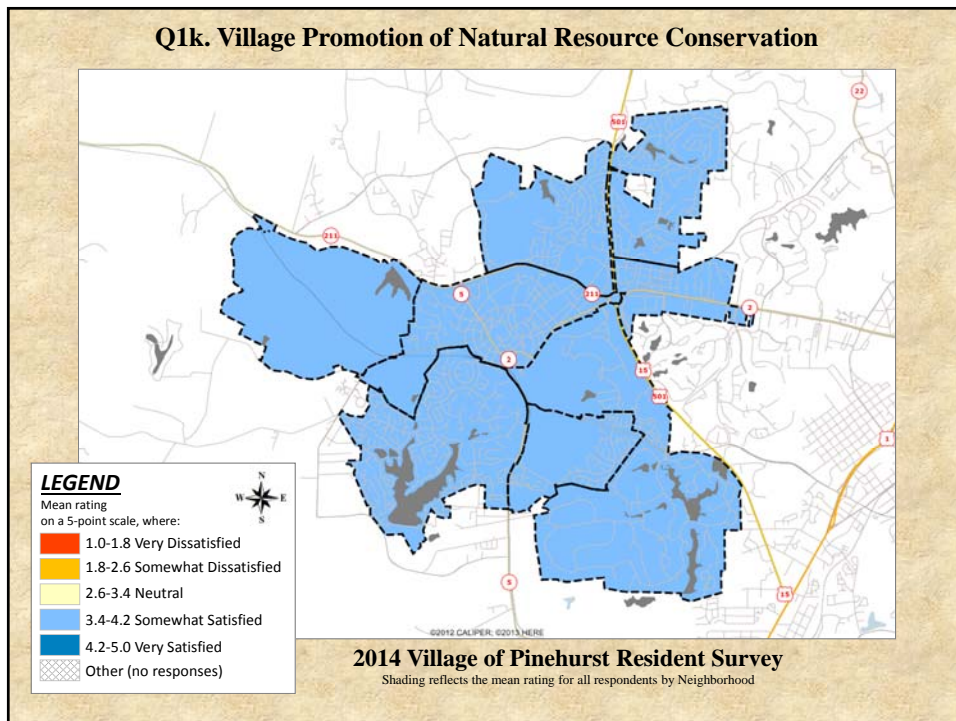 Q1k. Village Promotion of Natural Resource Conservation
22
501
211
5
211
2
2
15
501
1
5
15
LEGEND
Mean rating
on a 5-point scale, where:
N
W E
S
1.0-1.8 Very Dissatisfied
1.8-2.6 Somewhat Dissatisfied
2.6-3.4 Neutral
3.4-4.2 Somewhat Satisfied
4.2-5.0 Very Satisfied
Other (no responses)
©2012 CALIPER; ©2013 HERE
2014 Village of Pinehurst Resident Survey
Shading reflects the mean rating for all respondents by Neighborhood